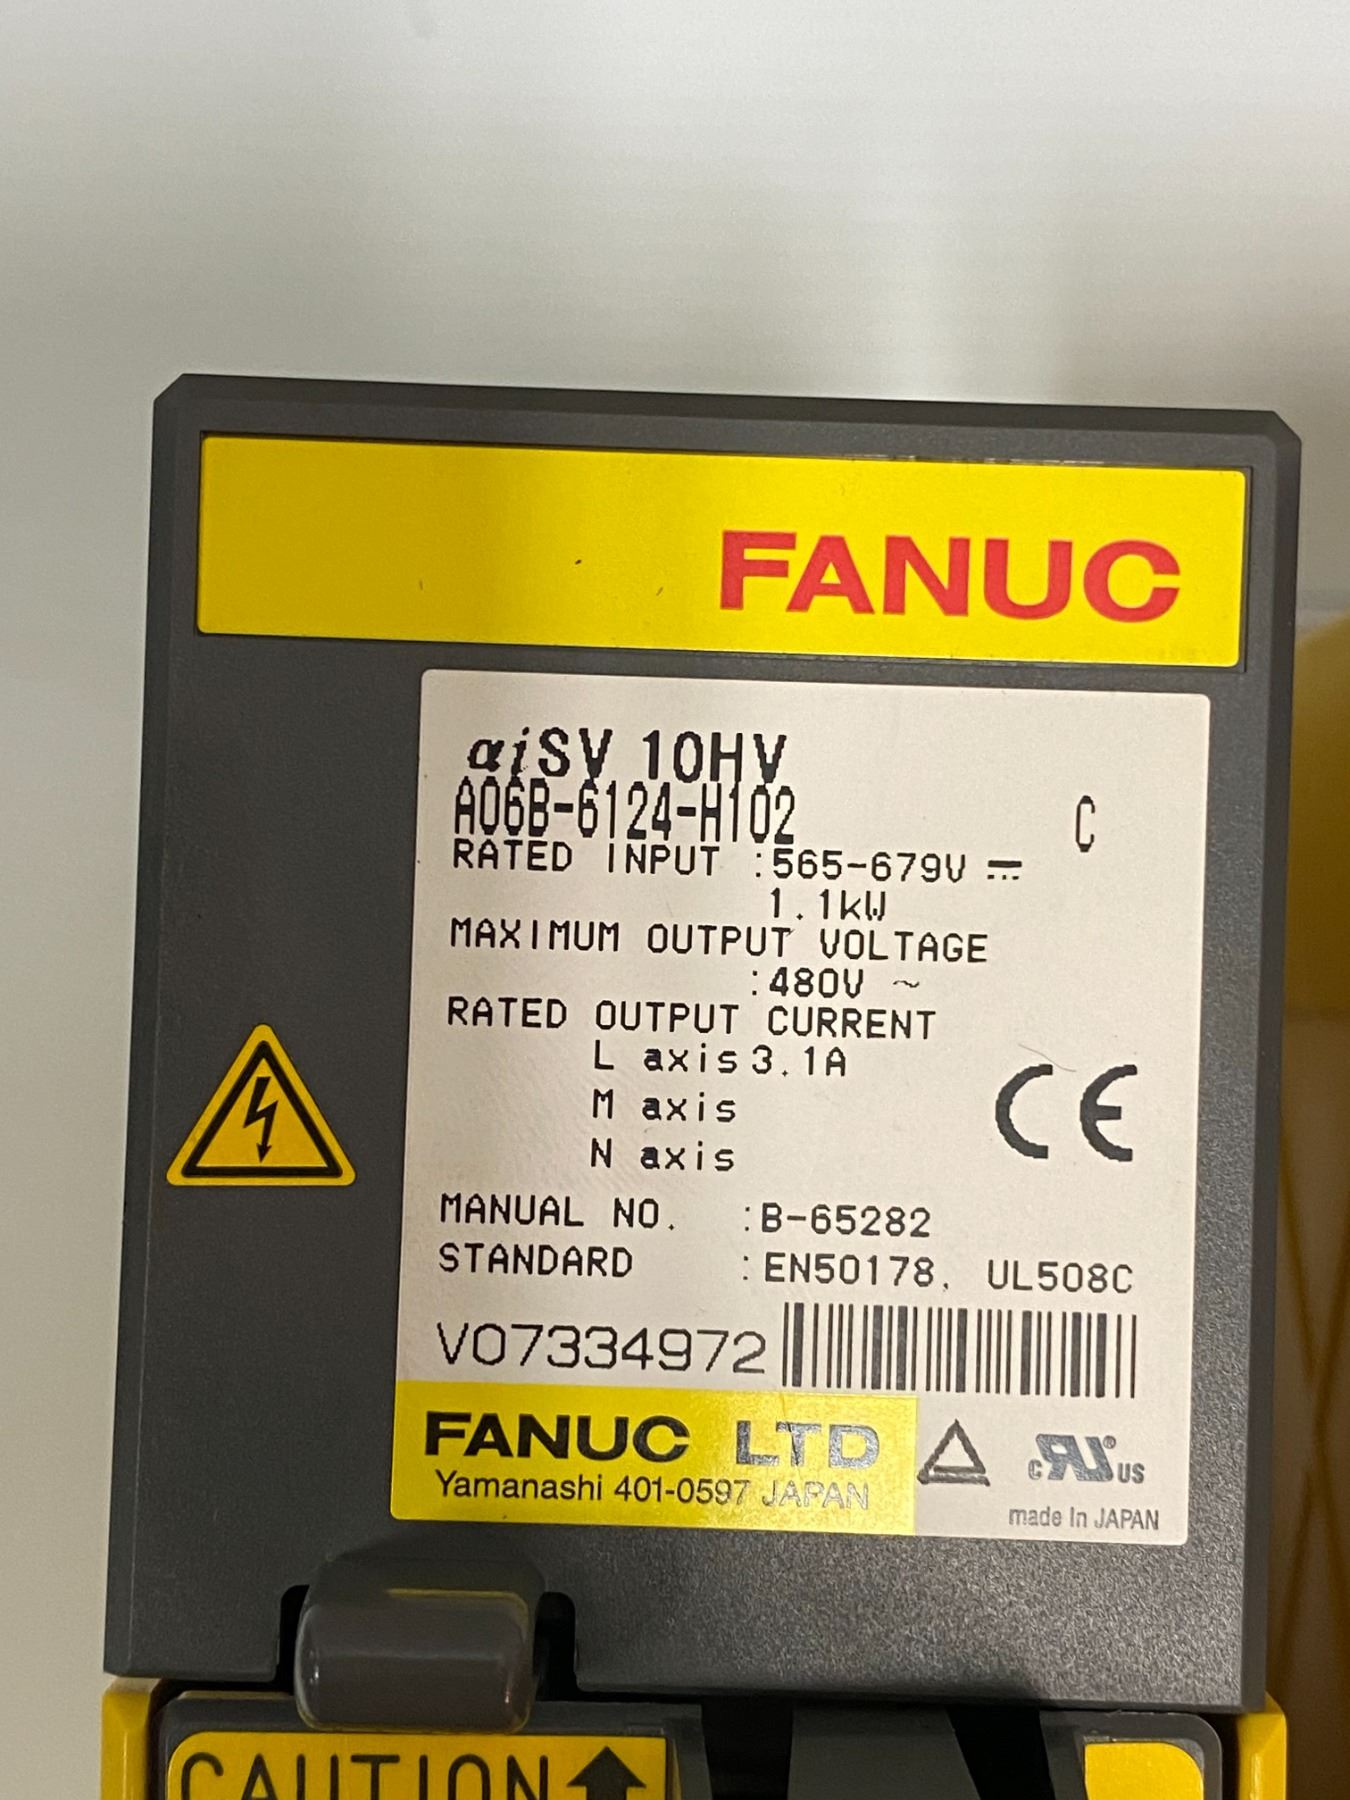 FANUC
αiSV 10HV
A06B-6124-H102 C
RATED INPUT :565-679V ⎓
1.1kW
MAXIMUM OUTPUT VOLTAGE
:480V ~
RATED OUTPUT CURRENT
L axis 3.1A
M axis
N axis
CE
MANUAL NO. :B-65282
STANDARD :EN50178, UL508C
V07334972
FANUC LTD
Yamanashi 401-0597 JAPAN
c RU ® US
made in JAPAN
CAUTION